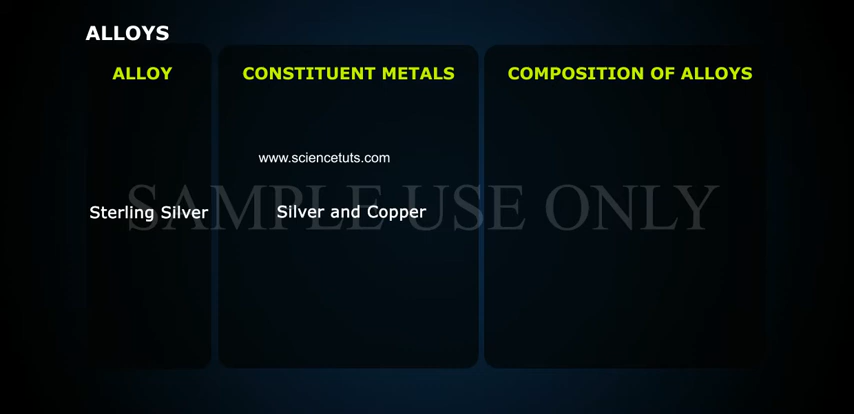 ALLOYS
ALLOY
CONSTITUENT METALS
COMPOSITION OF ALLOYS
www.sciencetuts.com
SAMPLE USE ONLY
Sterling Silver
Silver and Copper